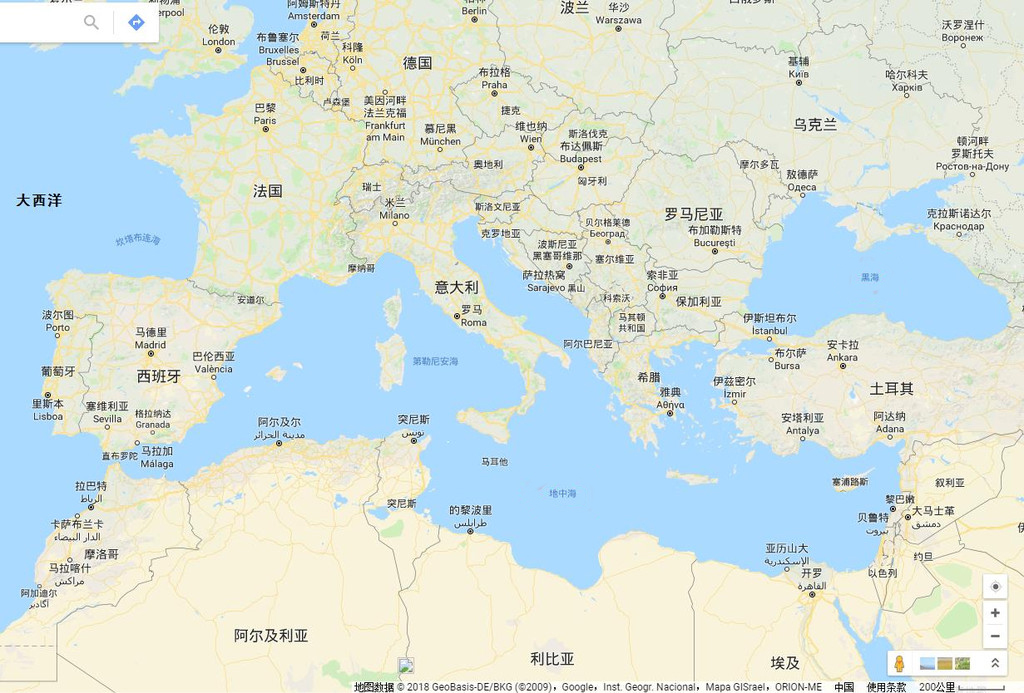 阿姆斯特丹
Amsterdam
Berlin
波兰
华沙
Warszawa
伦敦
London
荷兰
布鲁塞尔
Bruxelles
Brussel
科隆
Köln
比利时
德国
沃罗涅什
Воронеж
基辅
Київ
哈尔科夫
Харків
布拉格
Praha
卢森堡
巴黎
Paris
美因河畔
法兰克福
Frankfurt
am Main
捷克
乌克兰
慕尼黑
München
维也纳
Wien
斯洛伐克
布达佩斯
Budapest
顿河畔
罗斯托夫
Ростов-на-Дону
奥地利
摩尔多瓦
敖德萨
Одеса
匈牙利
法国
瑞士
米兰
Milano
大西洋
斯洛文尼亚
罗马尼亚
克拉斯诺达尔
Краснодар
贝尔格莱德
Београд
布加勒斯特
București
克罗地亚
坎塔布连海
波斯尼亚
黑塞哥维那
塞尔维亚
摩纳哥
萨拉热窝
Sarajevo
黑山
索非亚
София
黑海
意大利
安道尔
科索沃
保加利亚
波尔图
Porto
罗马
Roma
马其顿
共和国
伊斯坦布尔
İstanbul
马德里
Madrid
阿尔巴尼亚
安卡拉
Ankara
巴伦西亚
València
第勒尼安海
布尔萨
Bursa
葡萄牙
西班牙
希腊
伊兹密尔
İzmir
土耳其
里斯本
Lisboa
塞维利亚
Sevilla
格拉纳达
Granada
雅典
Αθήνα
安塔利亚
Antalya
阿达纳
Adana
阿尔及尔
مدينة الجزائر
突尼斯
تونس
直布罗陀
马拉加
Málaga
马耳他
拉巴特
الرباط
塞浦路斯
叙利亚
地中海
突尼斯
的黎波里
طرابلس
黎巴嫩
贝鲁特
بيروت
大马士革
دمشق
卡萨布兰卡
الدار البيضاء
摩洛哥
马拉喀什
مراكش
亚历山大
الإسكندرية
约旦
开罗
القاهرة
以色列
阿加迪尔
أكادير
阿尔及利亚
利比亚
埃及
地图数据 © 2018 GeoBasis-DE/BKG (©2009)，Google，Inst. Geogr. Nacional，Mapa GISrael，ORION-ME 中国 使用条款 200公里